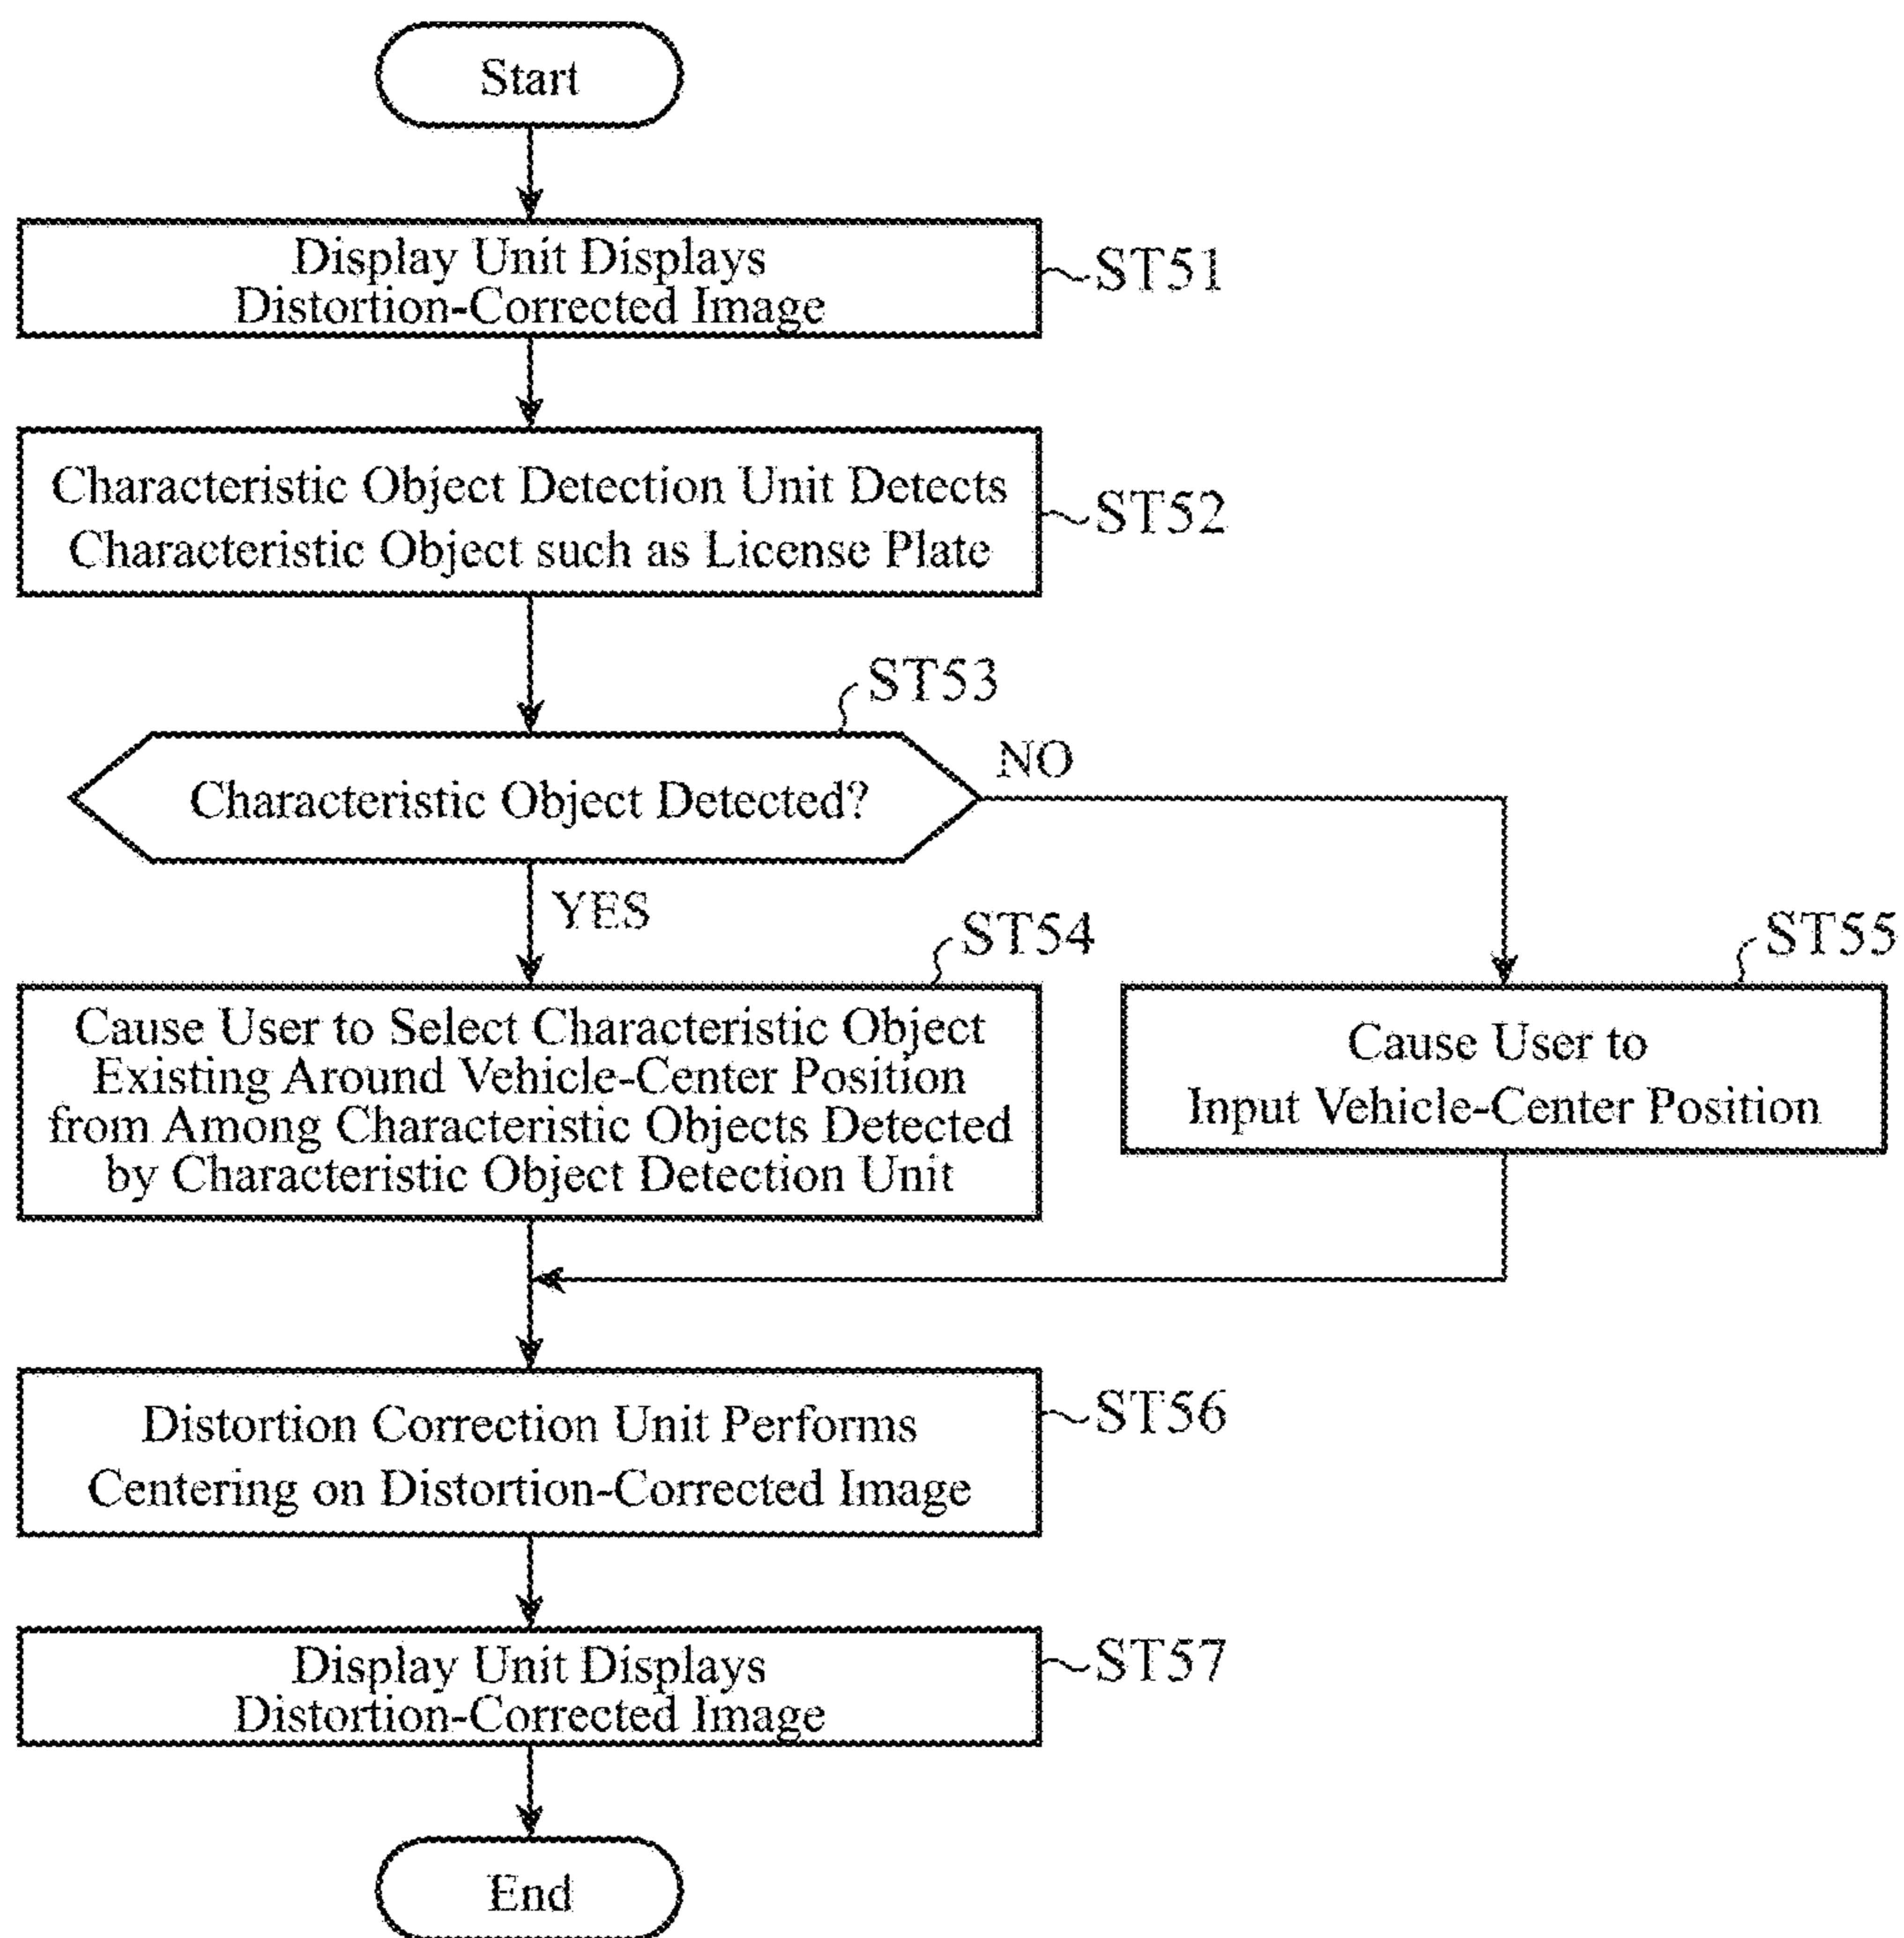 Start
Display Unit Displays
Distortion-Corrected Image
ST51
Characteristic Object Detection Unit Detects
Characteristic Object such as License Plate
ST52
ST53
Characteristic Object Detected?
NO
YES
ST54
Cause User to Select Characteristic Object
Existing Around Vehicle-Center Position
from Among Characteristic Objects Detected
by Characteristic Object Detection Unit
ST55
Cause User to
Input Vehicle-Center Position
Distortion Correction Unit Performs
Centering on Distortion-Corrected Image
ST56
Display Unit Displays
Distortion-Corrected Image
ST57
End